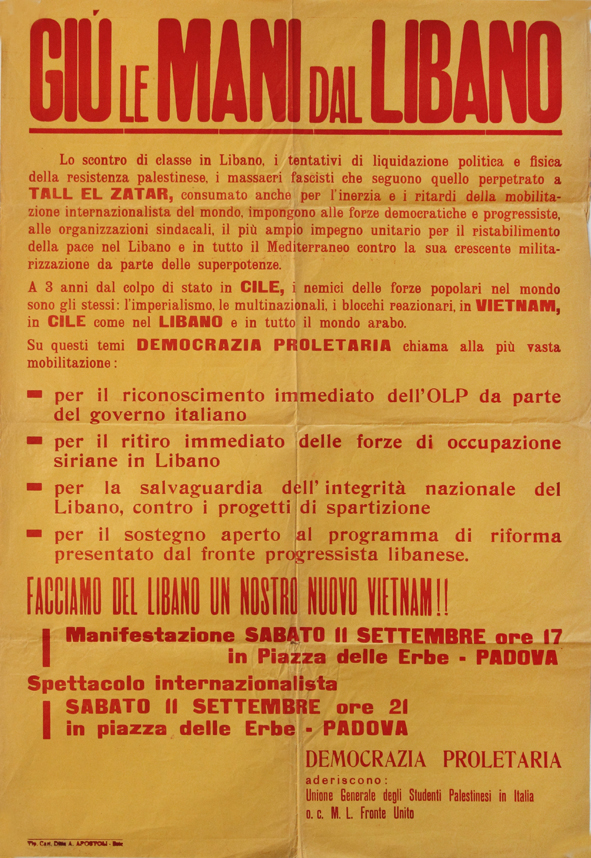 GIÚ LE MANI DAL LIBANO
Lo scontro di classe in Libano, i tentativi di liquidazione politica e fisica
della resistenza palestinese, i massacri fascisti che seguono quello perpetrato a
TALL EL ZATAR, consumato anche per l'inerzia e i ritardi della mobilita-
zione internazionalista del mondo, impongono alle forze democratiche e progressiste,
alle organizzazioni sindacali, il più ampio impegno unitario per il ristabilimento
della pace nel Libano e in tutto il Mediterraneo contro la sua crescente milita-
rizzazione da parte delle superpotenze.
A 3 anni dal colpo di stato in CILE, i nemici delle forze popolari nel mondo
sono gli stessi: l'imperialismo, le multinazionali, i blocchi reazionari, in VIETNAM,
in CILE come nel LIBANO e in tutto il mondo arabo.
Su questi temi DEMOCRAZIA PROLETARIA chiama alla più vasta
mobilitazione:
- per il riconoscimento immediato dell'OLP da parte
del governo italiano
- per il ritiro immediato delle forze di occupazione
siriane in Libano
- per la salvaguardia dell'integrità nazionale del
Libano, contro i progetti di spartizione
- per il sostegno aperto al programma di riforma
presentato dal fronte progressista libanese.
FACCIAMO DEL LIBANO UN NOSTRO NUOVO VIETNAM!!
Manifestazione SABATO 11 SETTEMBRE ore 17
in Piazza delle Erbe - PADOVA
Spettacolo internazionalista
SABATO 11 SETTEMBRE ore 21
in piazza delle Erbe - PADOVA
DEMOCRAZIA PROLETARIA
aderiscono:
Unione Generale degli Studenti Palestinesi in Italia
o. c. M. L. Fronte Unito
Tip. Cart. Ditta A. APOSTOLI - Este